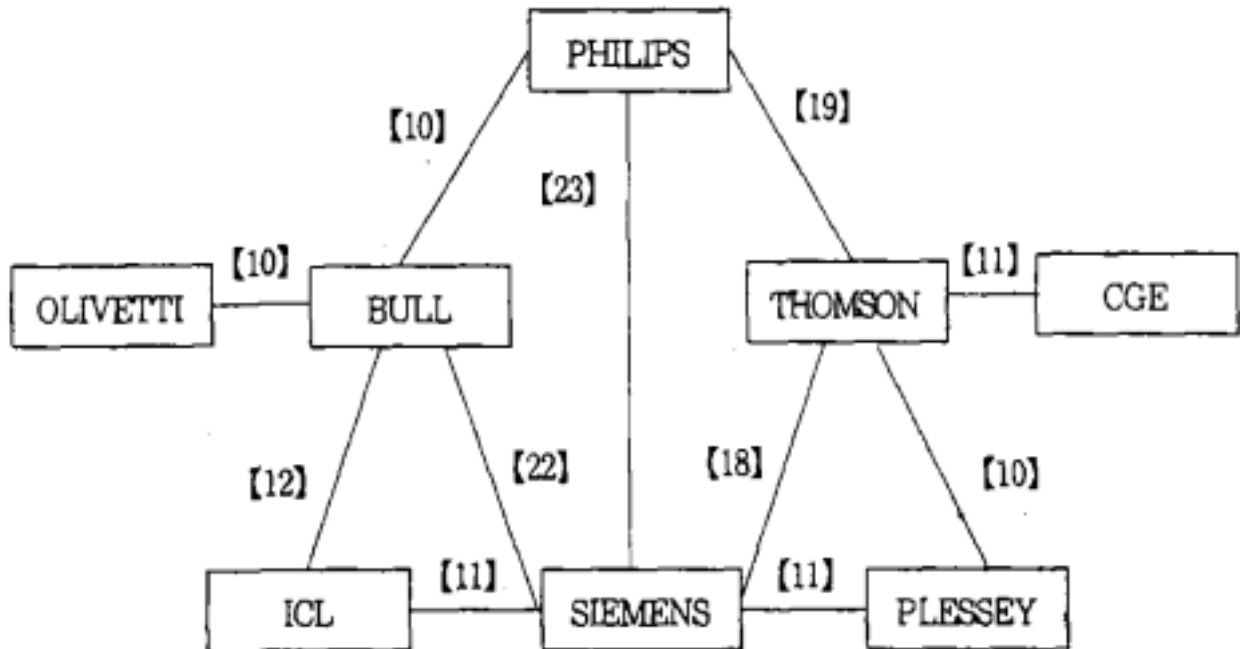 PHILIPS
【10】
【19】
【23】
OLIVETTI
【10】
BULL
THOMSON
【11】
CGE
【12】
【22】
【18】
【10】
ICL
【11】
SIEMENS
【11】
PLESSEY